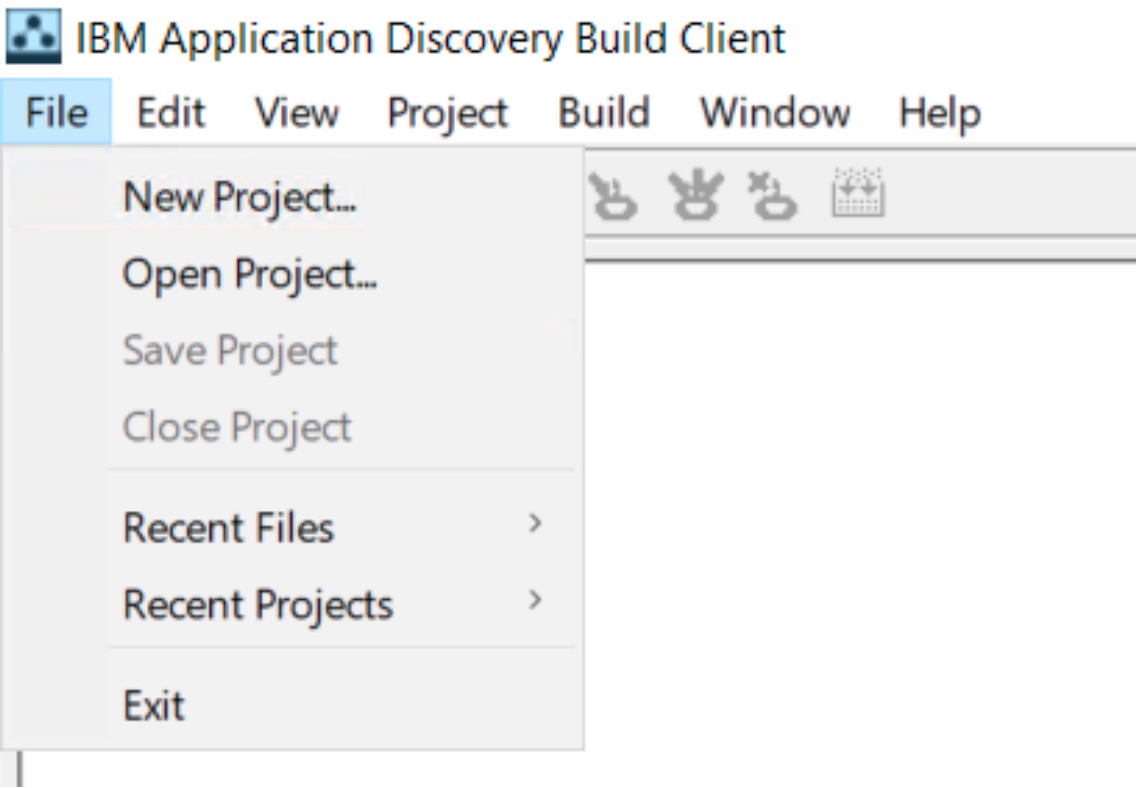 IBM Application Discovery Build Client
File Edit View Project Build Window Help
New Project...
Open Project...
Save Project
Close Project
Recent Files
Recent Projects
Exit